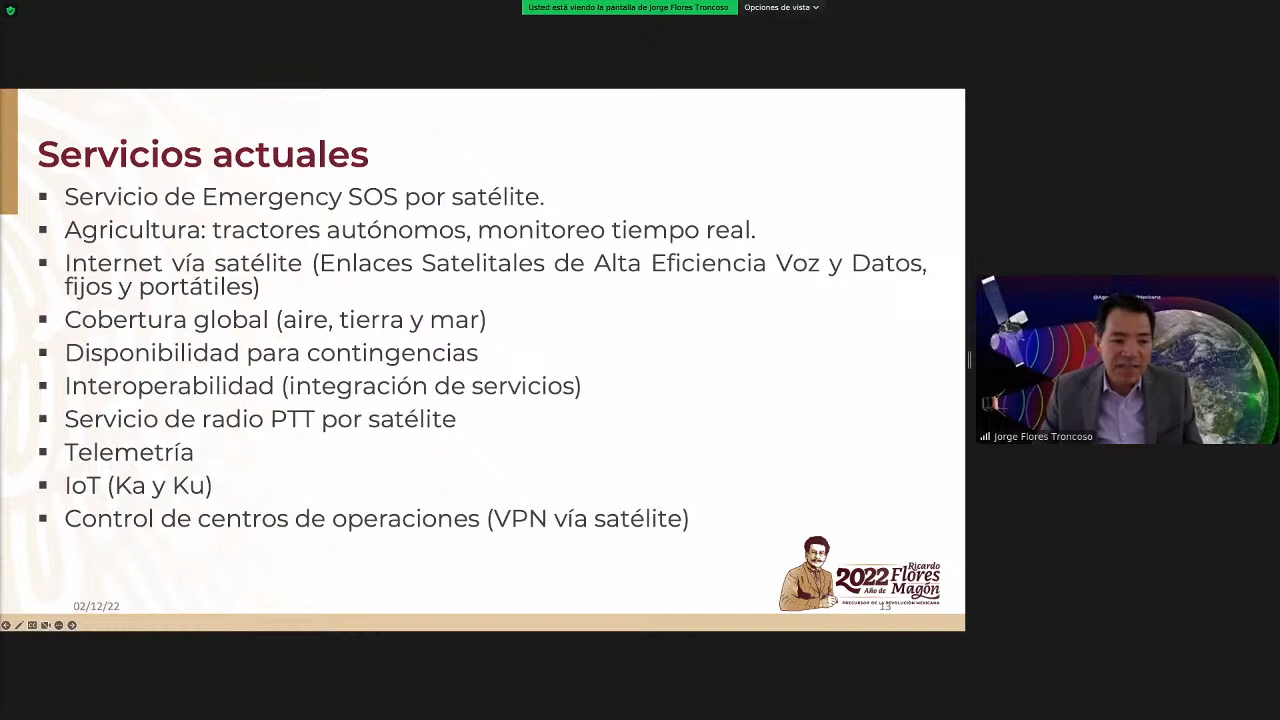 Usted está viendo la pantalla de Jorge Flores Troncoso
Opciones de vista
Servicios actuales
▪ Servicio de Emergency SOS por satélite.
▪ Agricultura: tractores autónomos, monitoreo tiempo real.
▪ Internet vía satélite (Enlaces Satelitales de Alta Eficiencia Voz y Datos,
fijos y portátiles)
▪ Cobertura global (aire, tierra y mar)
▪ Disponibilidad para contingencias
▪ Interoperabilidad (integración de servicios)
▪ Servicio de radio PTT por satélite
▪ Telemetría
▪ IoT (Ka y Ku)
▪ Control de centros de operaciones (VPN vía satélite)
2022
Año de
Ricardo
Flores
Magón
PRECURSOR DE LA REVOLUCIÓN MEXICANA
02/12/22
13
Jorge Flores Troncoso